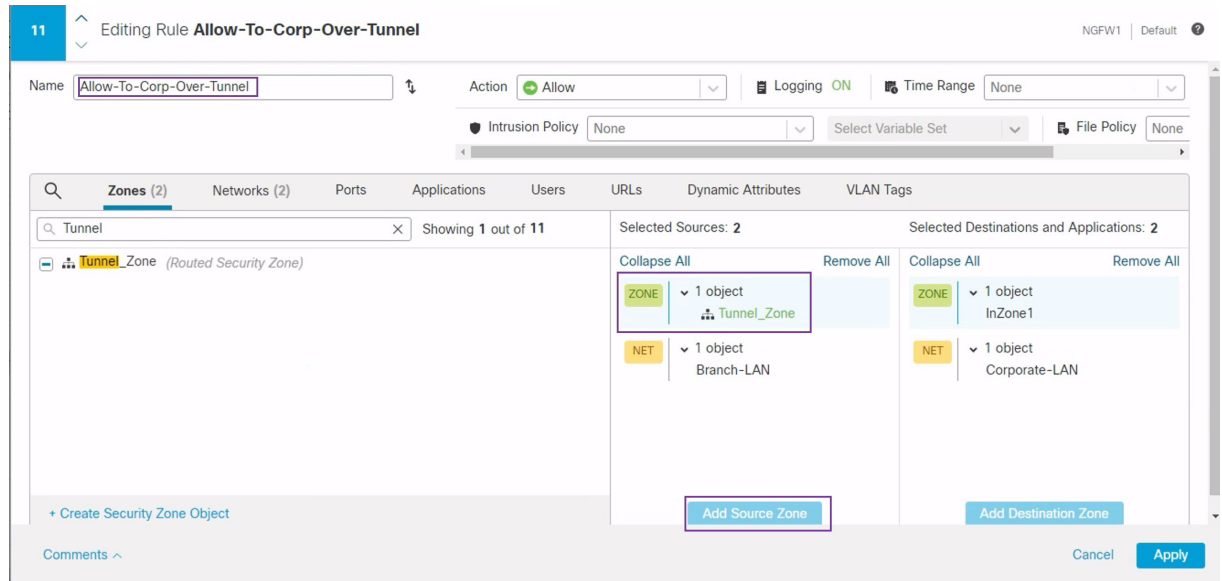 11 Editing Rule Allow-To-Corp-Over-Tunnel NGFW1 Default ?
Name Allow-To-Corp-Over-Tunnel Action Allow Logging ON Time Range None
Intrusion Policy None Select Variable Set File Policy None
Zones (2) Networks (2) Ports Applications Users URLs Dynamic Attributes VLAN Tags
Tunnel Showing 1 out of 11 Selected Sources: 2 Selected Destinations and Applications: 2
Tunnel_Zone (Routed Security Zone) Collapse All Remove All Collapse All Remove All
ZONE 1 object ZONE 1 object
Tunnel_Zone InZone1
NET 1 object NET 1 object
Branch-LAN Corporate-LAN
+ Create Security Zone Object Add Source Zone Add Destination Zone
Comments Cancel Apply